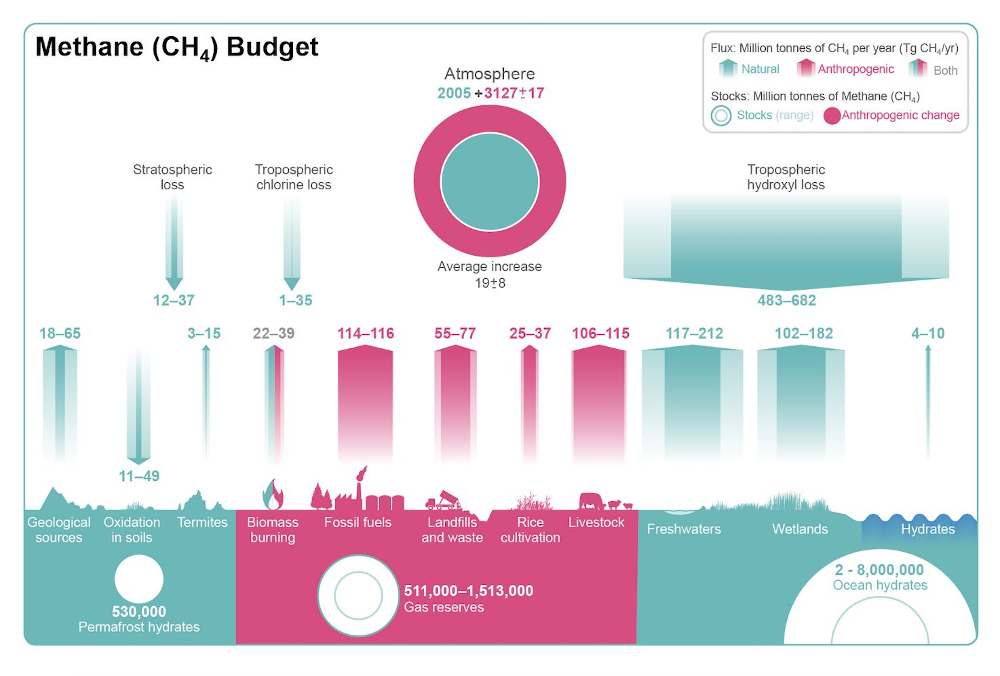 Methane (CH₄) Budget
Flux: Million tonnes of CH₄ per year (Tg CH₄/yr)
Natural
Anthropogenic
Both
Stocks: Million tonnes of Methane (CH₄)
Stocks (range)
Anthropogenic change
Atmosphere
2005 +3127±17
Average increase
19±8
Stratospheric
loss
12–37
Tropospheric
chlorine loss
1–35
Tropospheric
hydroxyl loss
483–682
18–65
3–15
22–39
114–116
55–77
25–37
106–115
117–212
102–182
4–10
11–49
Geological
sources
Oxidation
in soils
Termites
Biomass
burning
Fossil fuels
Landfills
and waste
Rice
cultivation
Livestock
Freshwaters
Wetlands
Hydrates
530,000
Permafrost hydrates
511,000–1,513,000
Gas reserves
2 - 8,000,000
Ocean hydrates